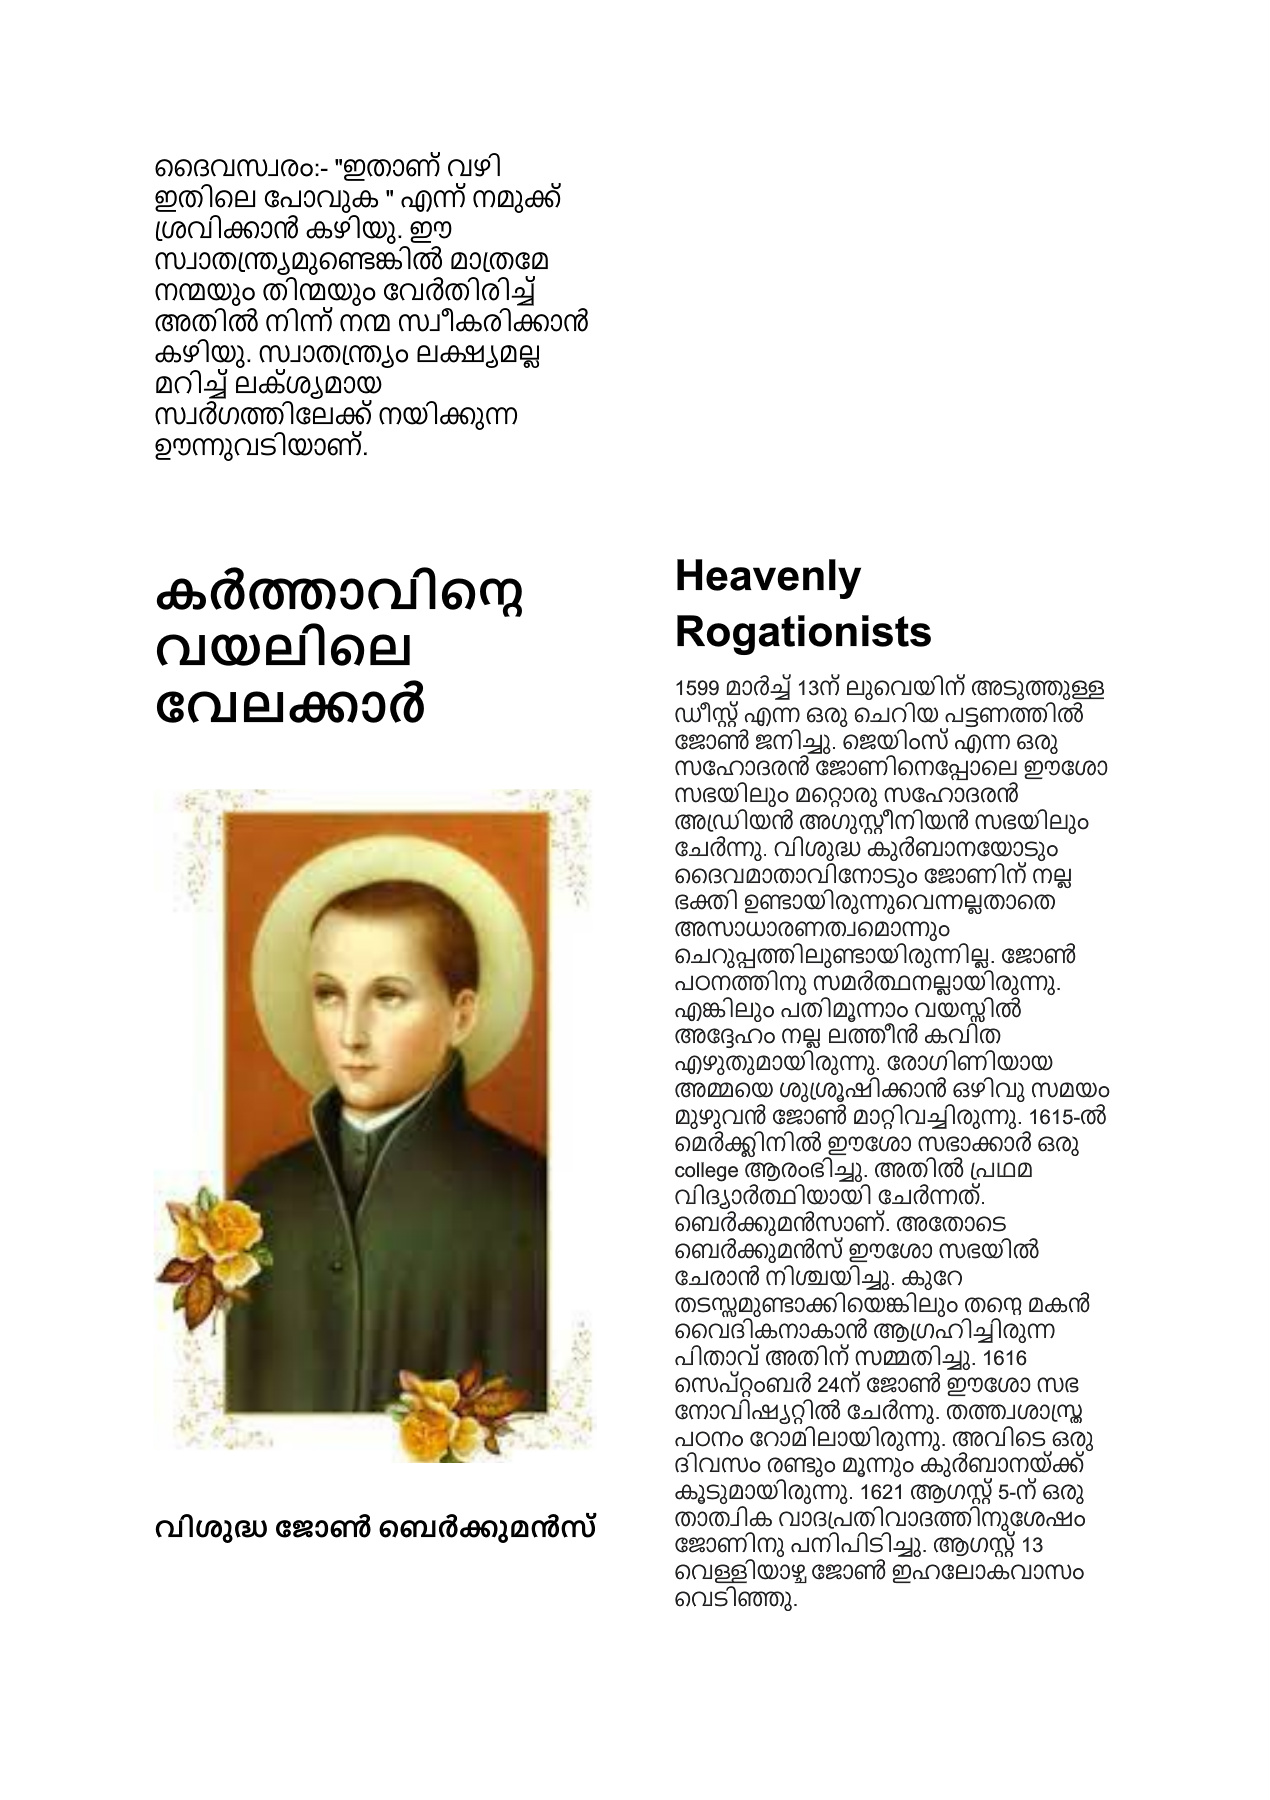 ദൈവസ്വരം:- "ഇതാണ് വഴി
ഇതിലെ പോവുക " എന്ന് നമുക്ക്
ശ്രവിക്കാൻ കഴിയു. ഈ
സ്വാതന്ത്ര്യമുണ്ടെങ്കിൽ മാത്രമേ
നന്മയും തിന്മയും വേർതിരിച്ച്
അതിൽ നിന്ന് നന്മ സ്വീകരിക്കാൻ
കഴിയു. സ്വാതന്ത്ര്യം ലക്ഷ്യമല്ല
മറിച്ച് ലക്ശ്യമായ
സ്വർഗത്തിലേക്ക് നയിക്കുന്ന
ഊന്നുവടിയാണ്.
കർത്താവിന്റെ
വയലിലെ
വേലക്കാർ
വിശുദ്ധ ജോൺ ബെർക്കുമൻസ്
Heavenly
Rogationists
1599 മാർച്ച് 13ന് ലുവെയിന് അടുത്തുള്ള
ഡീസ്റ്റ് എന്ന ഒരു ചെറിയ പട്ടണത്തിൽ
ജോൺ ജനിച്ചു. ജെയിംസ് എന്ന ഒരു
സഹോദരൻ ജോണിനെപ്പോലെ ഈശോ
സഭയിലും മറ്റൊരു സഹോദരൻ
അഡ്രിയൻ അഗുസ്റ്റീനിയൻ സഭയിലും
ചേർന്നു. വിശുദ്ധ കുർബാനയോടും
ദൈവമാതാവിനോടും ജോണിന് നല്ല
ഭക്തി ഉണ്ടായിരുന്നുവെന്നല്ലതാതെ
അസാധാരണത്വമൊന്നും
ചെറുപ്പത്തിലുണ്ടായിരുന്നില്ല. ജോൺ
പഠനത്തിനു സമർത്ഥനല്ലായിരുന്നു.
എങ്കിലും പതിമൂന്നാം വയസ്സിൽ
അദ്ദേഹം നല്ല ലത്തീൻ കവിത
എഴുതുമായിരുന്നു. രോഗിണിയായ
അമ്മയെ ശുശ്രൂഷിക്കാൻ ഒഴിവു സമയം
മുഴുവൻ ജോൺ മാറ്റിവച്ചിരുന്നു. 1615-ൽ
മെർക്ക്ലിനിൽ ഈശോ സഭാക്കാർ ഒരു
college ആരംഭിച്ചു. അതിൽ പ്രഥമ
വിദ്യാർത്ഥിയായി ചേർന്നത്.
ബെർക്കുമൻസാണ്. അതോടെ
ബെർക്കുമൻസ് ഈശോ സഭയിൽ
ചേരാൻ നിശ്ചയിച്ചു. കുറേ
തടസ്സമുണ്ടാക്കിയെങ്കിലും തന്റെ മകൻ
വൈദികനാകാൻ ആഗ്രഹിച്ചിരുന്ന
പിതാവ് അതിന് സമ്മതിച്ചു. 1616
സെപ്റ്റംബർ 24ന് ജോൺ ഈശോ സഭ
നോവിഷ്യറ്റിൽ ചേർന്നു. തത്ത്വശാസ്ത്ര
പഠനം റോമിലായിരുന്നു. അവിടെ ഒരു
ദിവസം രണ്ടും മൂന്നും കുർബാനയ്ക്ക്
കൂടുമായിരുന്നു. 1621 ആഗസ്റ്റ് 5-ന് ഒരു
താത്വിക വാദപ്രതിവാദത്തിനുശേഷം
ജോണിനു പനിപിടിച്ചു. ആഗസ്റ്റ് 13
വെള്ളിയാഴ്ച ജോൺ ഇഹലോകവാസം
വെടിഞ്ഞു.